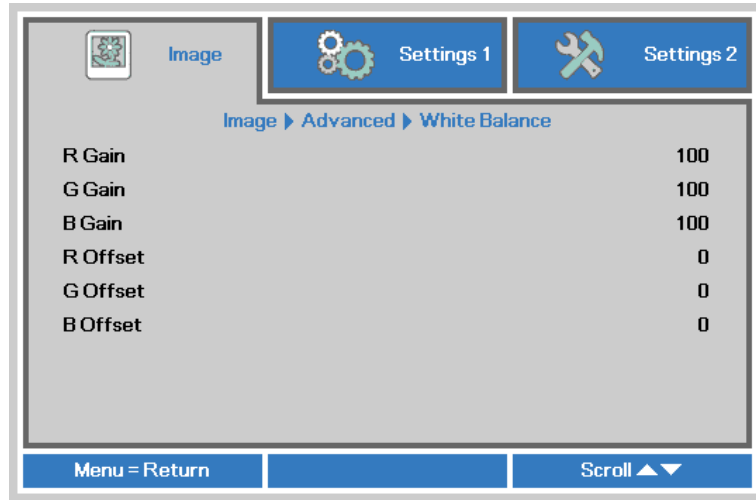 Image Settings 1 Settings 2
Image ▶ Advanced ▶ White Balance
R Gain 100
G Gain 100
B Gain 100
R Offset 0
G Offset 0
B Offset 0
Menu = Return Scroll ▲▼